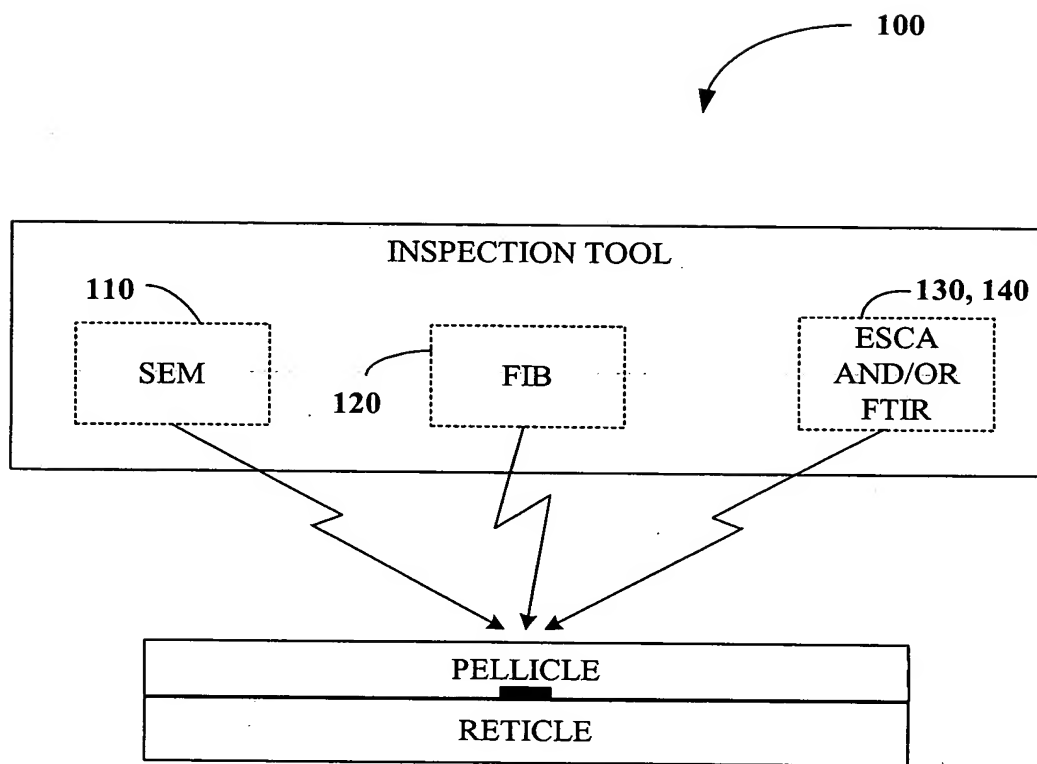 100
INSPECTION TOOL
110
SEM
120
FIB
130, 140
ESCA
AND/OR
FTIR
PELLICLE
RETICLE